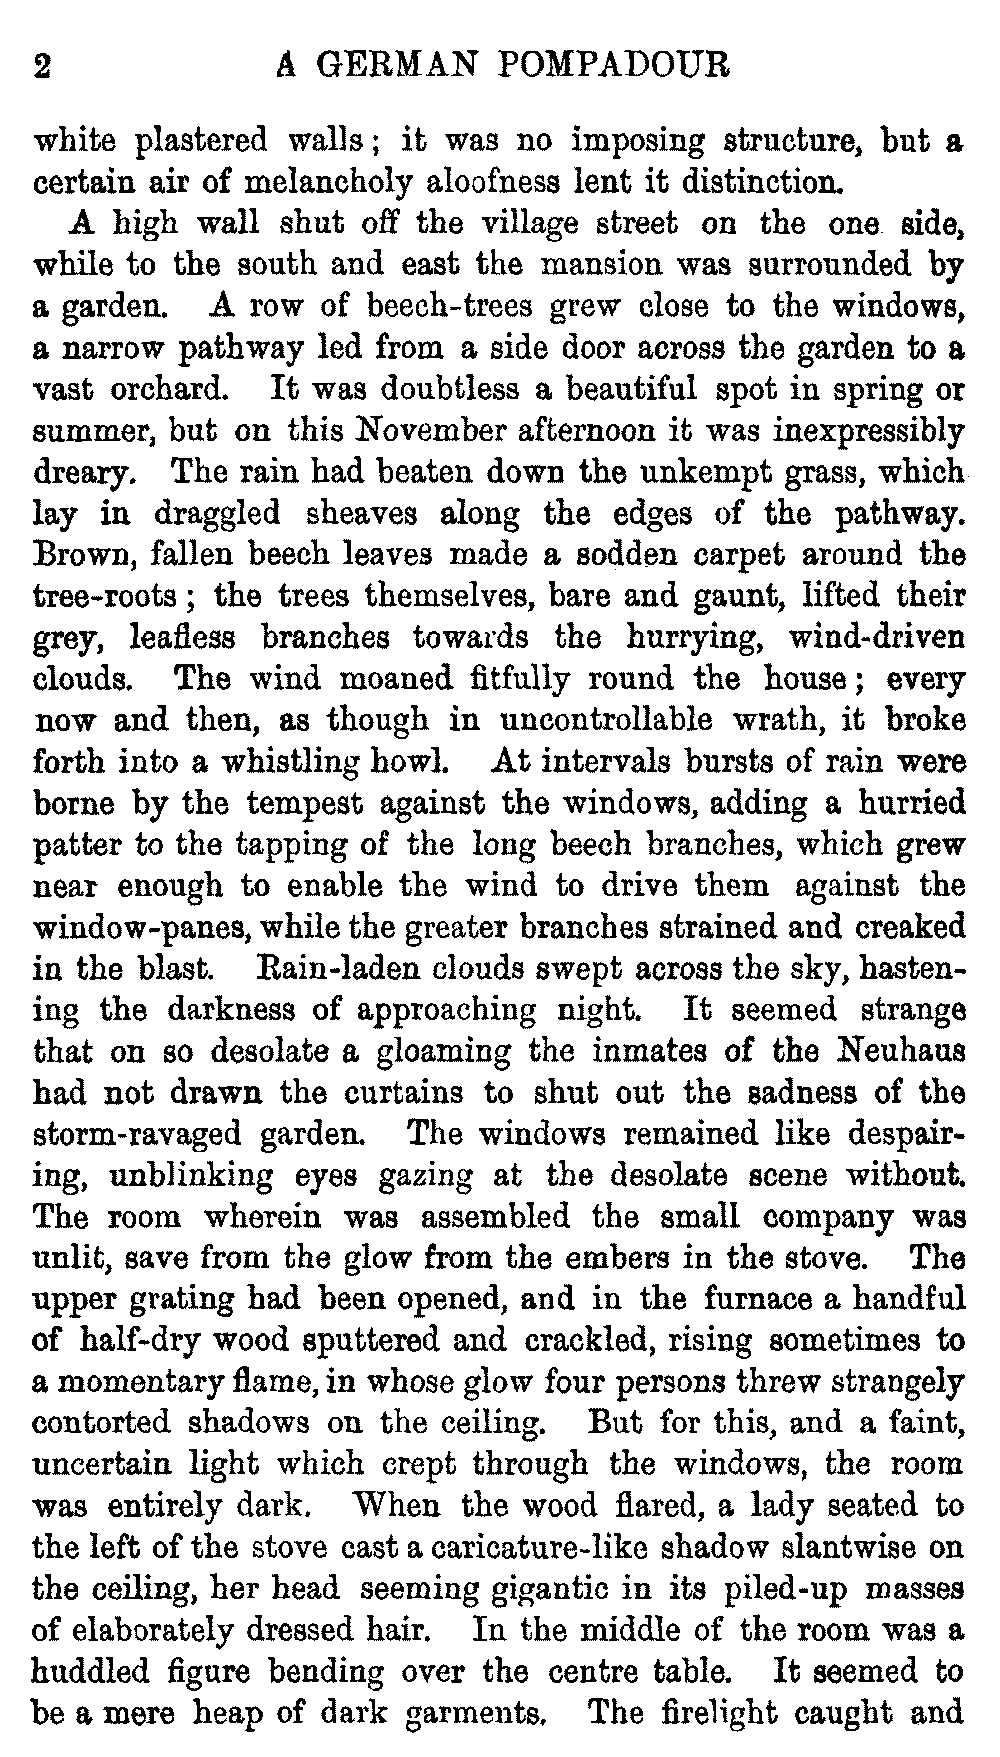 2 A GERMAN POMPADOUR
white plastered walls; it was no imposing structure, but a
certain air of melancholy aloofness lent it distinction.
A high wall shut off the village street on the one side,
while to the south and east the mansion was surrounded by
a garden. A row of beech-trees grew close to the windows,
a narrow pathway led from a side door across the garden to a
vast orchard. It was doubtless a beautiful spot in spring or
summer, but on this November afternoon it was inexpressibly
dreary. The rain had beaten down the unkempt grass, which
lay in draggled sheaves along the edges of the pathway.
Brown, fallen beech leaves made a sodden carpet around the
tree-roots; the trees themselves, bare and gaunt, lifted their
grey, leafless branches towards the hurrying, wind-driven
clouds. The wind moaned fitfully round the house; every
now and then, as though in uncontrollable wrath, it broke
forth into a whistling howl. At intervals bursts of rain were
borne by the tempest against the windows, adding a hurried
patter to the tapping of the long beech branches, which grew
near enough to enable the wind to drive them against the
window-panes, while the greater branches strained and creaked
in the blast. Rain-laden clouds swept across the sky, hasten-
ing the darkness of approaching night. It seemed strange
that on so desolate a gloaming the inmates of the Neuhaus
had not drawn the curtains to shut out the sadness of the
storm-ravaged garden. The windows remained like despair-
ing, unblinking eyes gazing at the desolate scene without.
The room wherein was assembled the small company was
unlit, save from the glow from the embers in the stove. The
upper grating had been opened, and in the furnace a handful
of half-dry wood sputtered and crackled, rising sometimes to
a momentary flame, in whose glow four persons threw strangely
contorted shadows on the ceiling. But for this, and a faint,
uncertain light which crept through the windows, the room
was entirely dark. When the wood flared, a lady seated to
the left of the stove cast a caricature-like shadow slantwise on
the ceiling, her head seeming gigantic in its piled-up masses
of elaborately dressed hair. In the middle of the room was a
huddled figure bending over the centre table. It seemed to
be a mere heap of dark garments. The firelight caught and